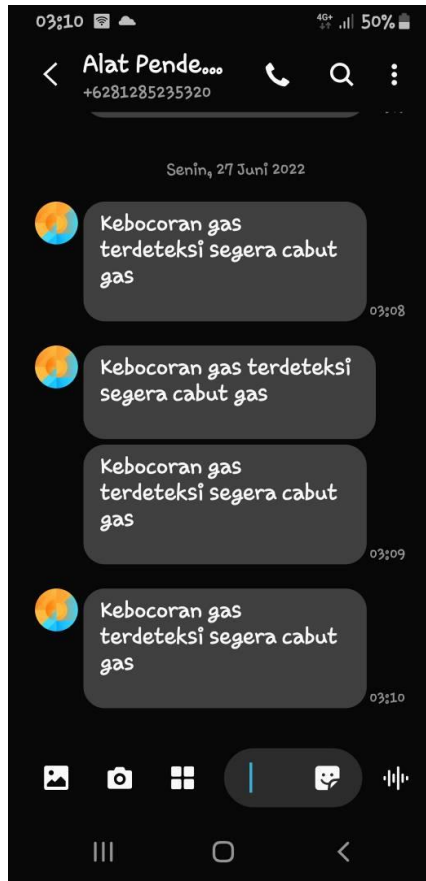 03:10 4G+ 50%
Alat Pende...
+6281285235320
Senin, 27 Juni 2022
Kebocoran gas
terdeteksi segera cabut
gas
03:08
Kebocoran gas terdeteksi
segera cabut gas
Kebocoran gas
terdeteksi segera cabut
gas
03:09
Kebocoran gas
terdeteksi segera cabut
gas
03:10